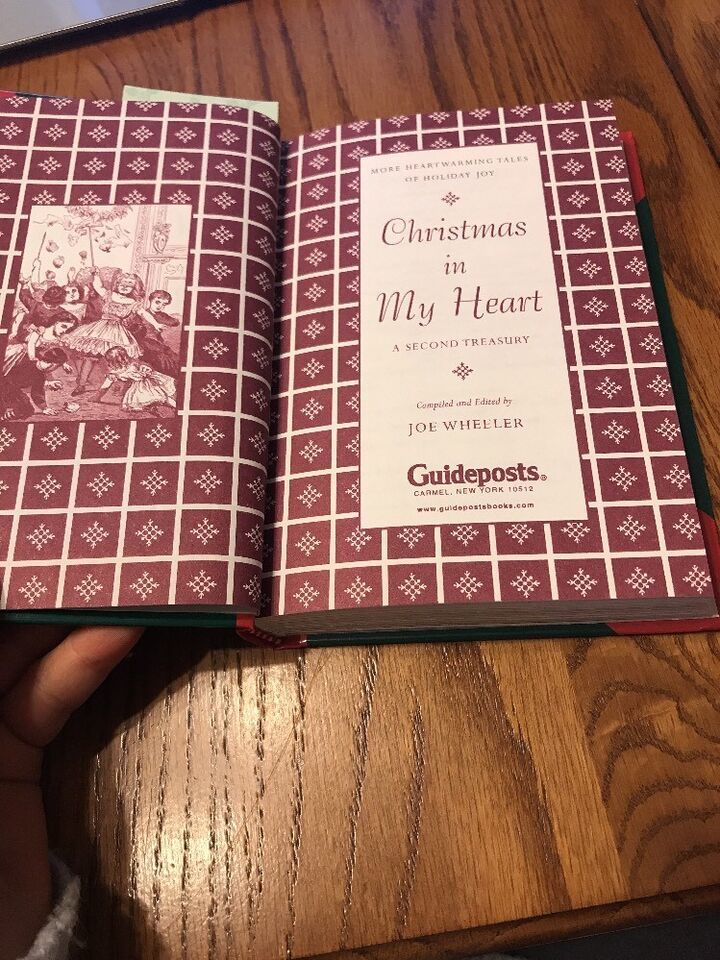 MORE HEARTWARMING TALES
OF HOLIDAY JOY
Christmas
in
My Heart
A SECOND TREASURY
Compiled and Edited by
JOE WHEELER
Guideposts®
CARMEL, NEW YORK 10512
www.guidepostsbooks.com